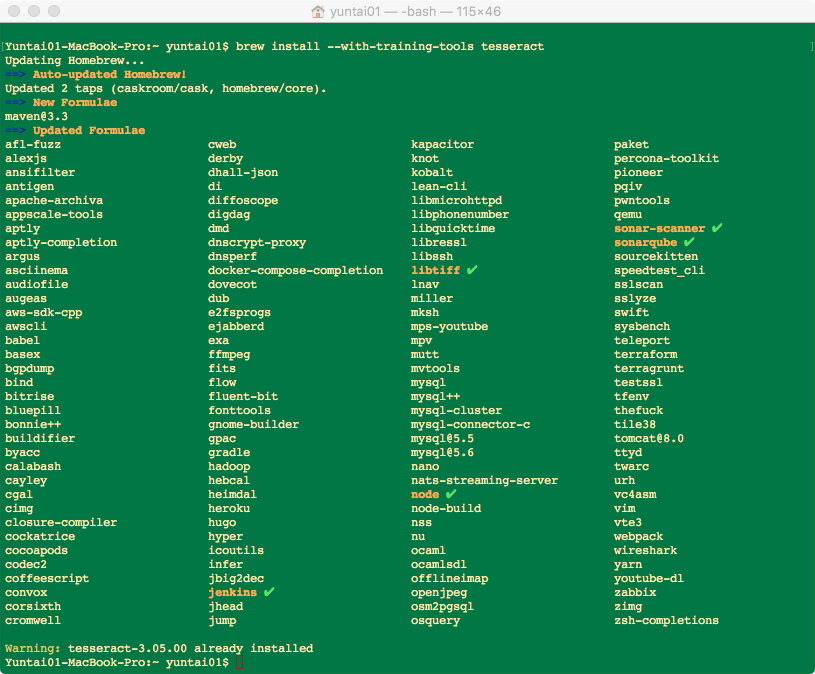 yuntai01 — -bash — 115×46
Yuntai01-MacBook-Pro:~ yuntai01$ brew install --with-training-tools tesseract
Updating Homebrew...
==> Auto-updated Homebrew!
Updated 2 taps (caskroom/cask, homebrew/core).
==> New Formulae
maven@3.3
==> Updated Formulae
afl-fuzz cweb kapacitor paket
alexjs derby knot percona-toolkit
ansifilter dhall-json kobalt pioneer
antigen di lean-cli pqiv
apache-archiva diffoscope libmicrohttpd pwntools
appscale-tools digdag libphonenumber qemu
aptly dmd libquicktime sonar-scanner ✔
aptly-completion dnscrypt-proxy libressl sonarqube ✔
argus dnsperf libssh sourcekitten
asciinema docker-compose-completion libtiff ✔ speedtest_cli
audiofile dovecot lnav sslscan
augeas dub miller sslyze
aws-sdk-cpp e2fsprogs mksh swift
awscli ejabberd mps-youtube sysbench
babel exa mpv teleport
basex ffmpeg mutt terraform
bgpdump fits mvtools terragrunt
bind flow mysql testssl
bitrise fluent-bit mysql++ tfenv
bluepill fonttools mysql-cluster thefuck
bonnie++ gnome-builder mysql-connector-c tile38
buildifier gpac mysql@5.5 tomcat@8.0
byacc gradle mysql@5.6 ttyd
calabash hadoop nano twarc
cayley hebcal nats-streaming-server urh
cgal heimdal node ✔ vc4asm
cimg heroku node-build vim
closure-compiler hugo nss vte3
cockatrice hyper nu webpack
cocoapods icoutils ocaml wireshark
codec2 infer ocamlsdl yarn
coffeescript jbig2dec offlineimap youtube-dl
convox jenkins ✔ openjpeg zabbix
corsixth jhead osm2pgsql zimg
cromwell jump osquery zsh-completions
Warning: tesseract-3.05.00 already installed
Yuntai01-MacBook-Pro:~ yuntai01$